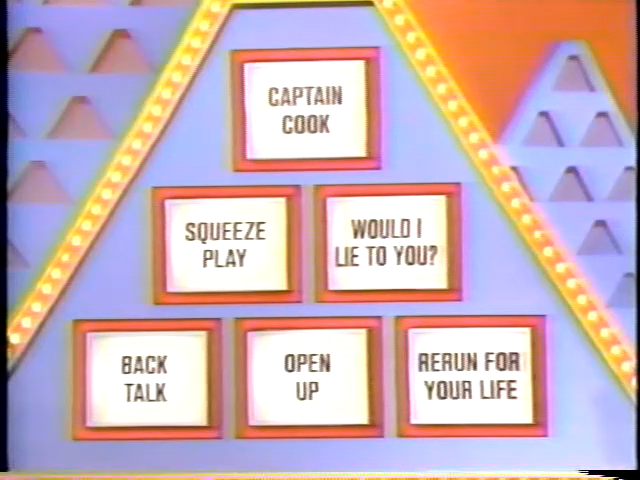 CAPTAIN
COOK
SQUEEZE
PLAY
WOULD I
LIE TO YOU?
BACK
TALK
OPEN
UP
RERUN FOR
YOUR LIFE